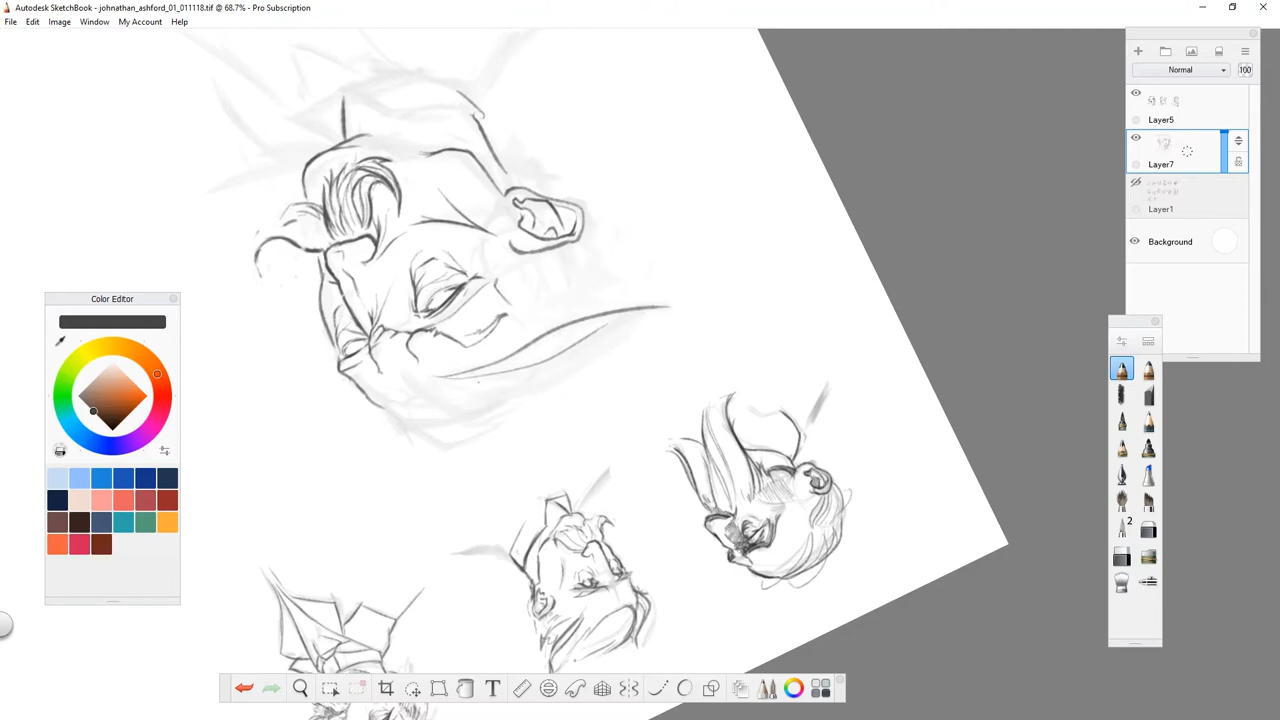 Autodesk SketchBook - johnathan_ashford_01_011118.tif @ 68.7% - Pro Subscription
File Edit Image Window My Account Help
Normal 100
Layer5
Layer7
Layer1
Background
Color Editor
2
T